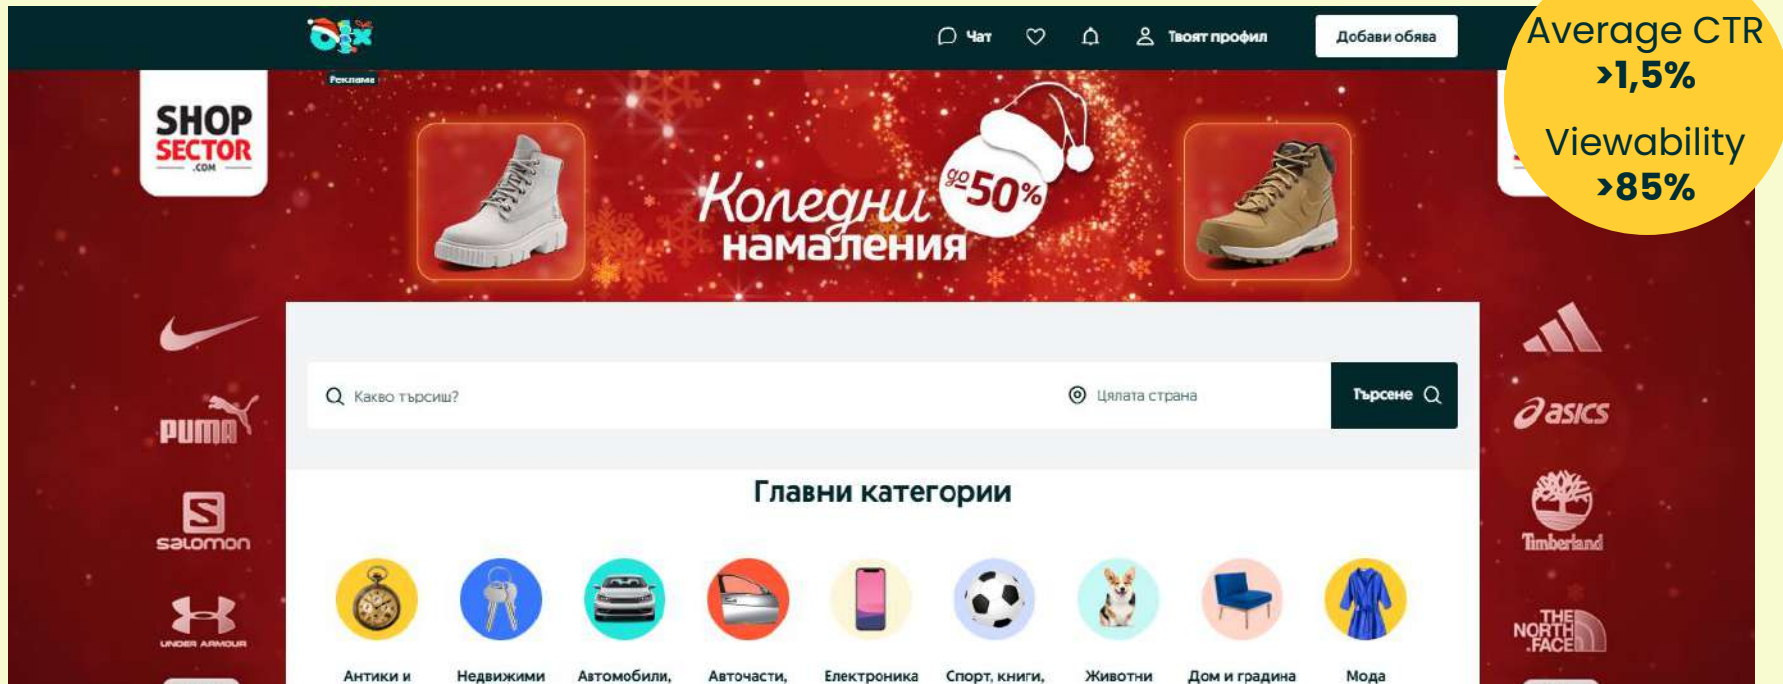 olx
Чат
Твоят профил
Добави обява
Average CTR
>1,5%
Viewability
>85%
Реклама
SHOP
SECTOR
.COM
Коледни
намаления
до
-50%
Какво търсиш?
Цялата страна
Търсене
PUMA
asics
Главни категории
salomon
Timberland
UNDER ARMOUR
THE
NORTH
FACE
Антики и
Недвижими
Автомобили,
Авточасти,
Електроника
Спорт, книги,
Животни
Дом и градина
Мода